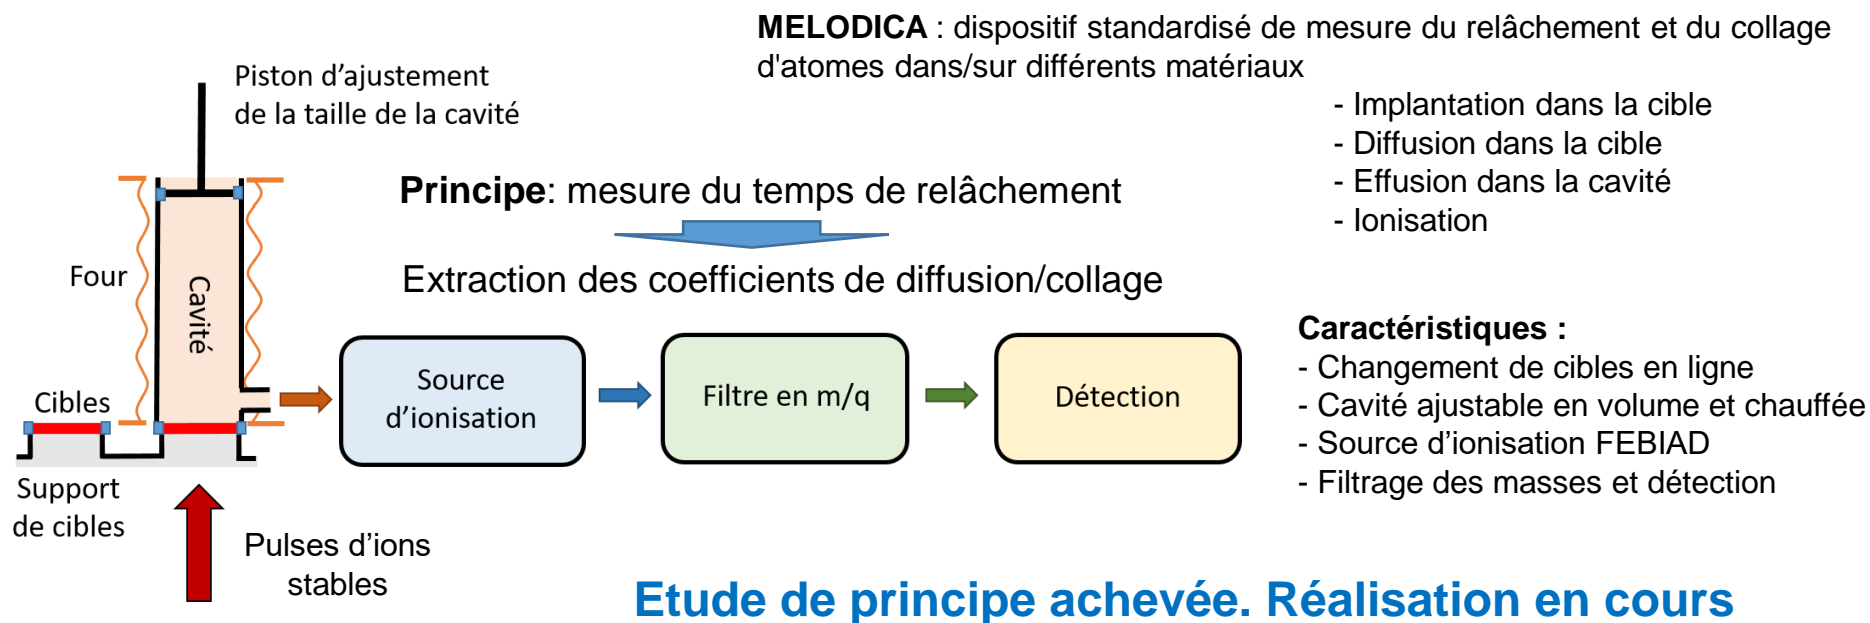 MELODICA : dispositif standardisé de mesure du relâchement et du collage
d'atomes dans/sur différents matériaux
- Implantation dans la cible
- Diffusion dans la cible
- Effusion dans la cavité
- Ionisation
Piston d’ajustement
de la taille de la cavité
Principe: mesure du temps de relâchement
Extraction des coefficients de diffusion/collage
Four
Cavité
Cibles
Support
de cibles
Pulses d’ions
stables
Source
d’ionisation
Filtre en m/q
Détection
Caractéristiques :
- Changement de cibles en ligne
- Cavité ajustable en volume et chauffée
- Source d’ionisation FEBIAD
- Filtrage des masses et détection
Etude de principe achevée. Réalisation en cours